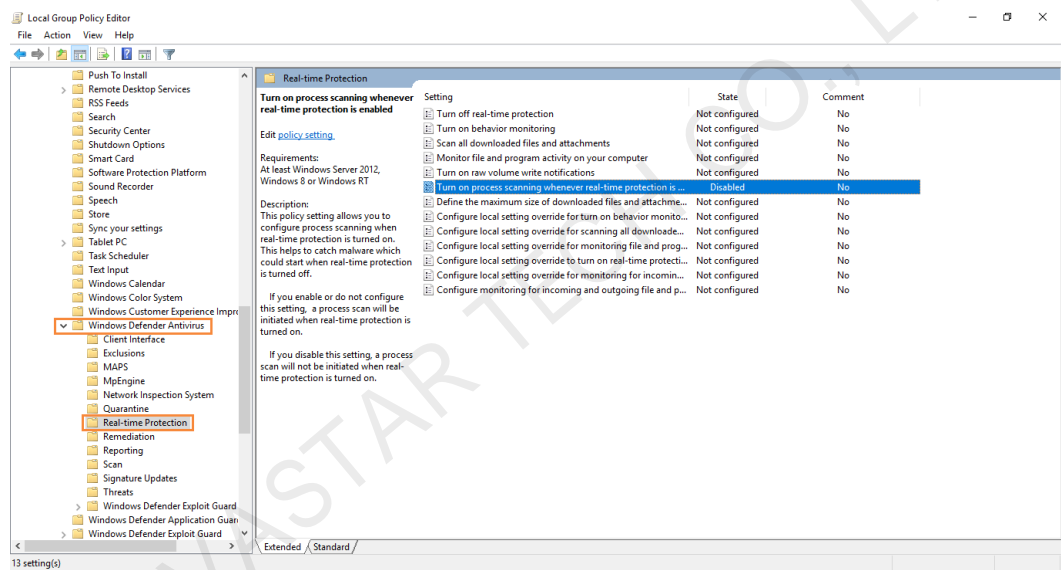 Local Group Policy Editor
File Action View Help
Push To Install
Remote Desktop Services
RSS Feeds
Search
Security Center
Shutdown Options
Smart Card
Software Protection Platform
Sound Recorder
Speech
Store
Sync your settings
Tablet PC
Task Scheduler
Text Input
Windows Calendar
Windows Color System
Windows Customer Experience Impro
Windows Defender Antivirus
Client Interface
Exclusions
MAPS
MpEngine
Network Inspection System
Quarantine
Real-time Protection
Remediation
Reporting
Scan
Signature Updates
Threats
Windows Defender Exploit Guard
Windows Defender Application Guar
Windows Defender Exploit Guard
Real-time Protection
Turn on process scanning whenever
real-time protection is enabled
Edit policy setting
Requirements:
At least Windows Server 2012,
Windows 8 or Windows RT
Description:
This policy setting allows you to
configure process scanning when
real-time protection is turned on.
This helps to catch malware which
could start when real-time protection
is turned off.
If you enable or do not configure
this setting, a process scan will be
initiated when real-time protection is
turned on.
If you disable this setting, a process
scan will not be initiated when real-
time protection is turned on.
Setting State Comment
Turn off real-time protection Not configured No
Turn on behavior monitoring Not configured No
Scan all downloaded files and attachments Not configured No
Monitor file and program activity on your computer Not configured No
Turn on raw volume write notifications Not configured No
Turn on process scanning whenever real-time protection is ... Disabled No
Define the maximum size of downloaded files and attachme... Not configured No
Configure local setting override for turn on behavior monito... Not configured No
Configure local setting override for scanning all downloade... Not configured No
Configure local setting override for monitoring file and prog... Not configured No
Configure local setting override to turn on real-time protecti... Not configured No
Configure local setting override for monitoring for incomin... Not configured No
Configure monitoring for incoming and outgoing file and p... Not configured No
Extended Standard
13 setting(s)
VASTAR TECH CO., L